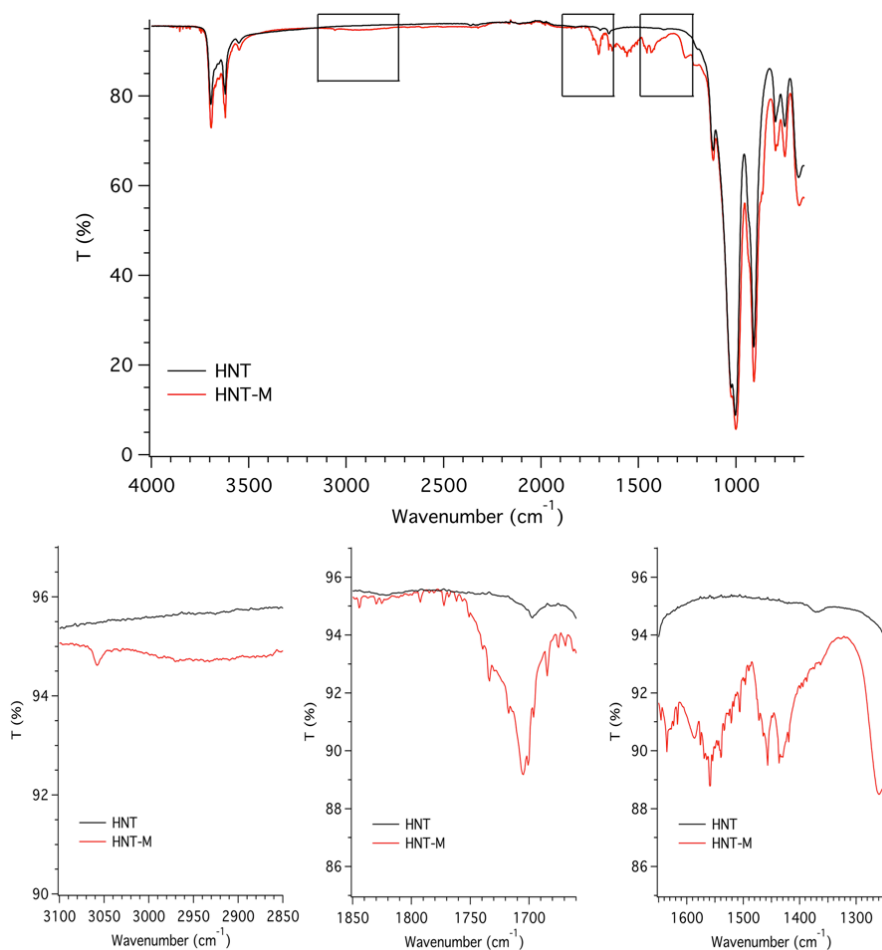 80
60
T (%)
40
20
0
HNT
HNT-M
4000 3500 3000 2500 2000 1500 1000
Wavenumber (cm⁻¹)
96
94
T (%)
92
90
HNT
HNT-M
3100 3050 3000 2950 2900 2850
Wavenumber (cm⁻¹)
96
94
92
T (%)
90
88
86
HNT
HNT-M
1850 1800 1750 1700
Wavenumber (cm⁻¹)
96
94
92
T (%)
90
88
86
HNT
HNT-M
1600 1500 1400 1300
Wavenumber (cm⁻¹)